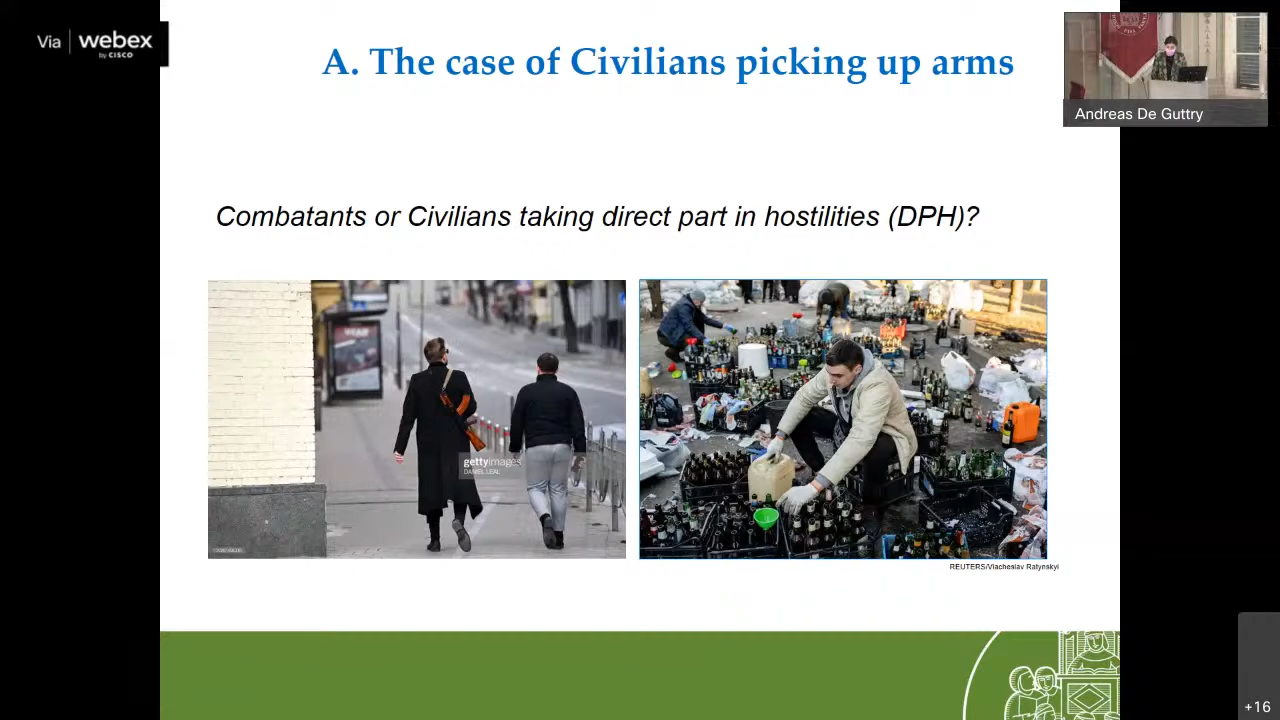 Via webex
by CISCO
A. The case of Civilians picking up arms
Andreas De Guttry
Combatants or Civilians taking direct part in hostilities (DPH)?
gettyimages
DANIEL LEAL
REUTERS/Viacheslav Ratynskyi
+16